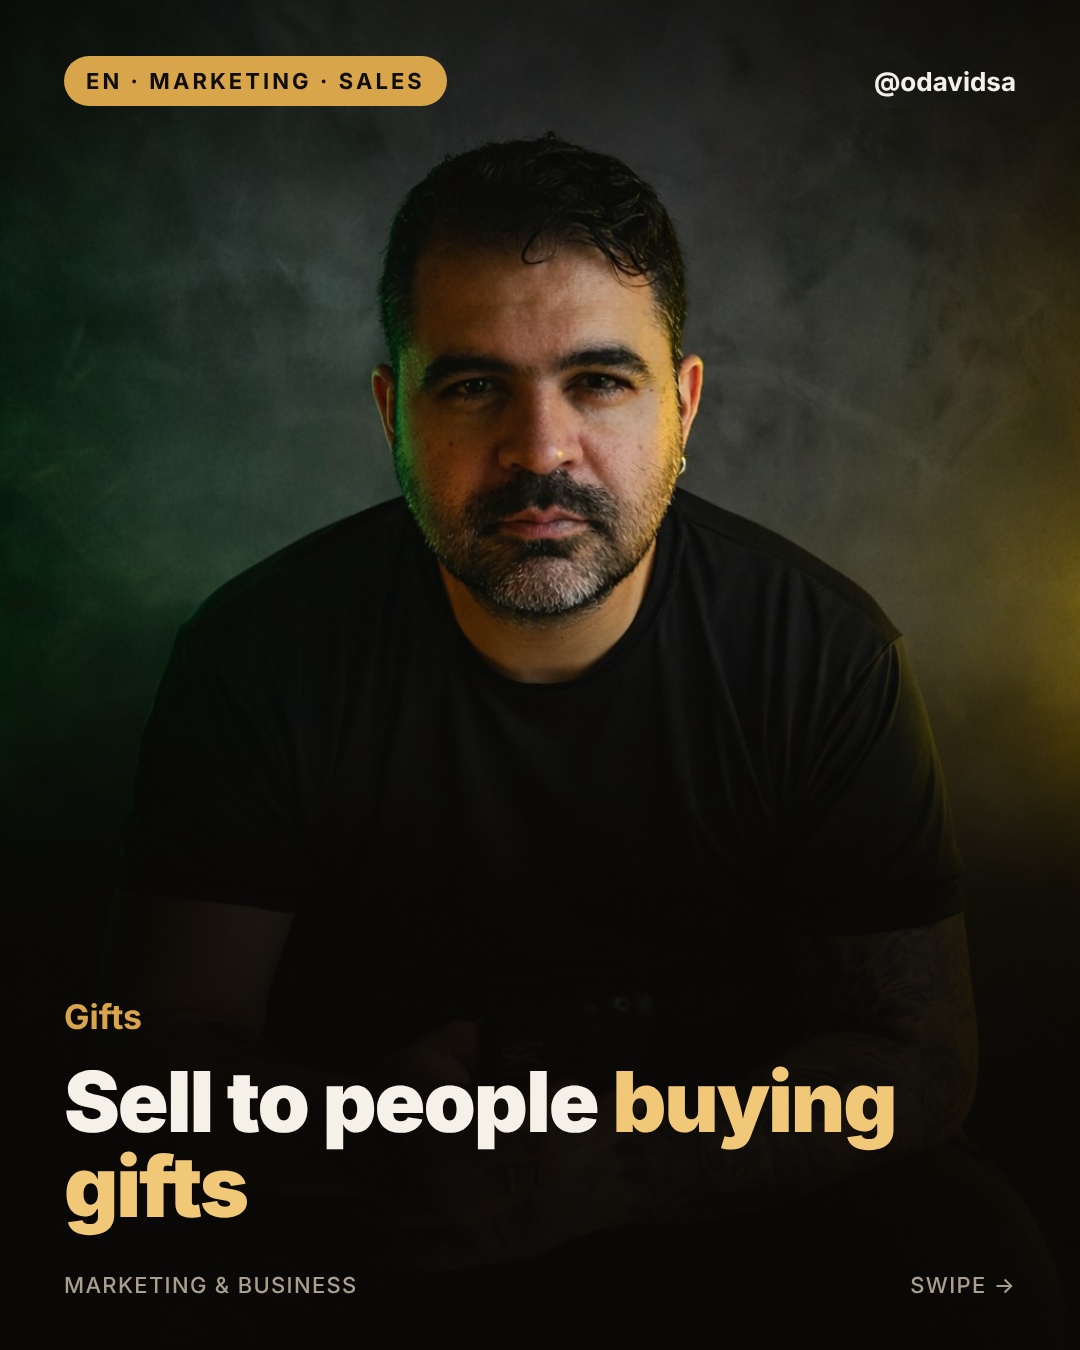 EN · MARKETING · SALES
@odavidsa
Gifts
Sell to people buying
gifts
MARKETING & BUSINESS
SWIPE →